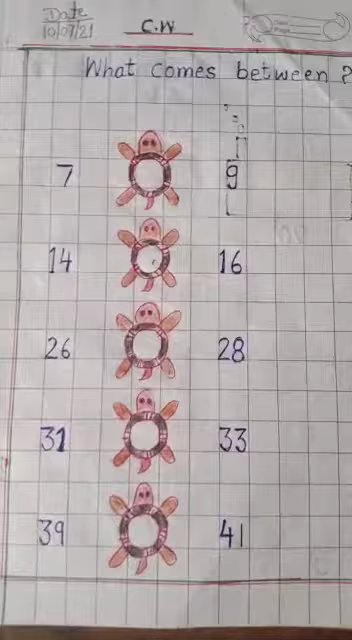 Date
10/07/21
C.W
What comes between?
7 9
14 16
26 28
31 33
39 41